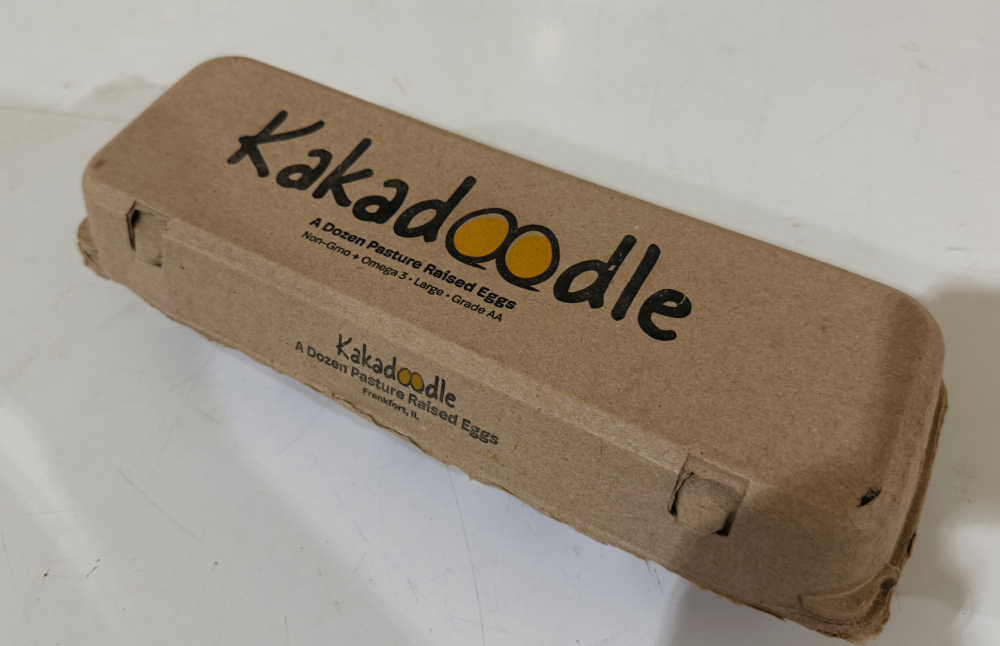 Kakadoodle
A Dozen Pasture Raised Eggs
Non-Gmo + Omega 3 • Large • Grade AA
Kakadoodle
A Dozen Pasture Raised Eggs
Frankfort, IL